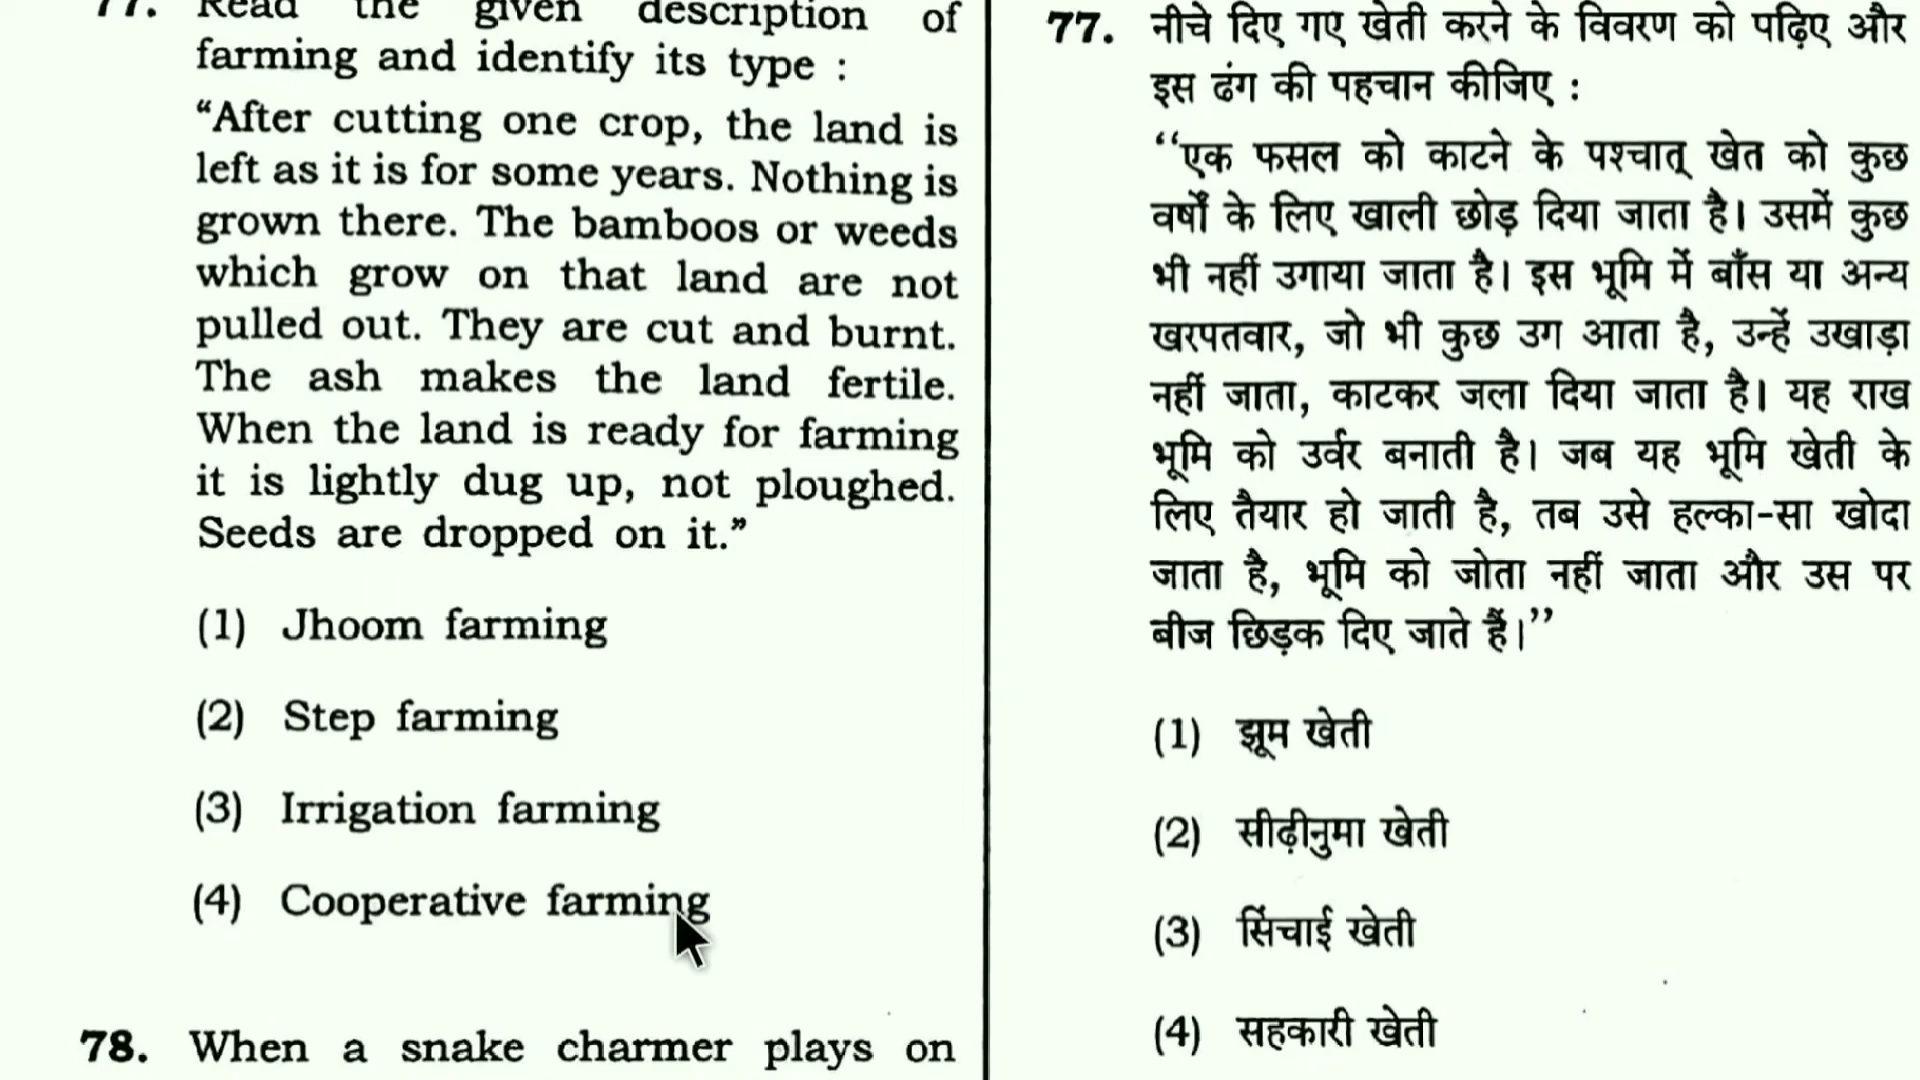 77. Read the given description of
farming and identify its type :
“After cutting one crop, the land is
left as it is for some years. Nothing is
grown there. The bamboos or weeds
which grow on that land are not
pulled out. They are cut and burnt.
The ash makes the land fertile.
When the land is ready for farming
it is lightly dug up, not ploughed.
Seeds are dropped on it.”
(1) Jhoom farming
(2) Step farming
(3) Irrigation farming
(4) Cooperative farming
78. When a snake charmer plays on
77. नीचे दिए गए खेती करने के विवरण को पढ़िए और
इस ढंग की पहचान कीजिए :
‘‘एक फसल को काटने के पश्चात् खेत को कुछ
वर्षों के लिए खाली छोड़ दिया जाता है। उसमें कुछ
भी नहीं उगाया जाता है। इस भूमि में बाँस या अन्य
खरपतवार, जो भी कुछ उग आता है, उन्हें उखाड़ा
नहीं जाता, काटकर जला दिया जाता है। यह राख
भूमि को उर्वर बनाती है। जब यह भूमि खेती के
लिए तैयार हो जाती है, तब उसे हल्का-सा खोदा
जाता है, भूमि को जोता नहीं जाता और उस पर
बीज छिड़क दिए जाते हैं।’’
(1) झूम खेती
(2) सीढ़ीनुमा खेती
(3) सिंचाई खेती
(4) सहकारी खेती